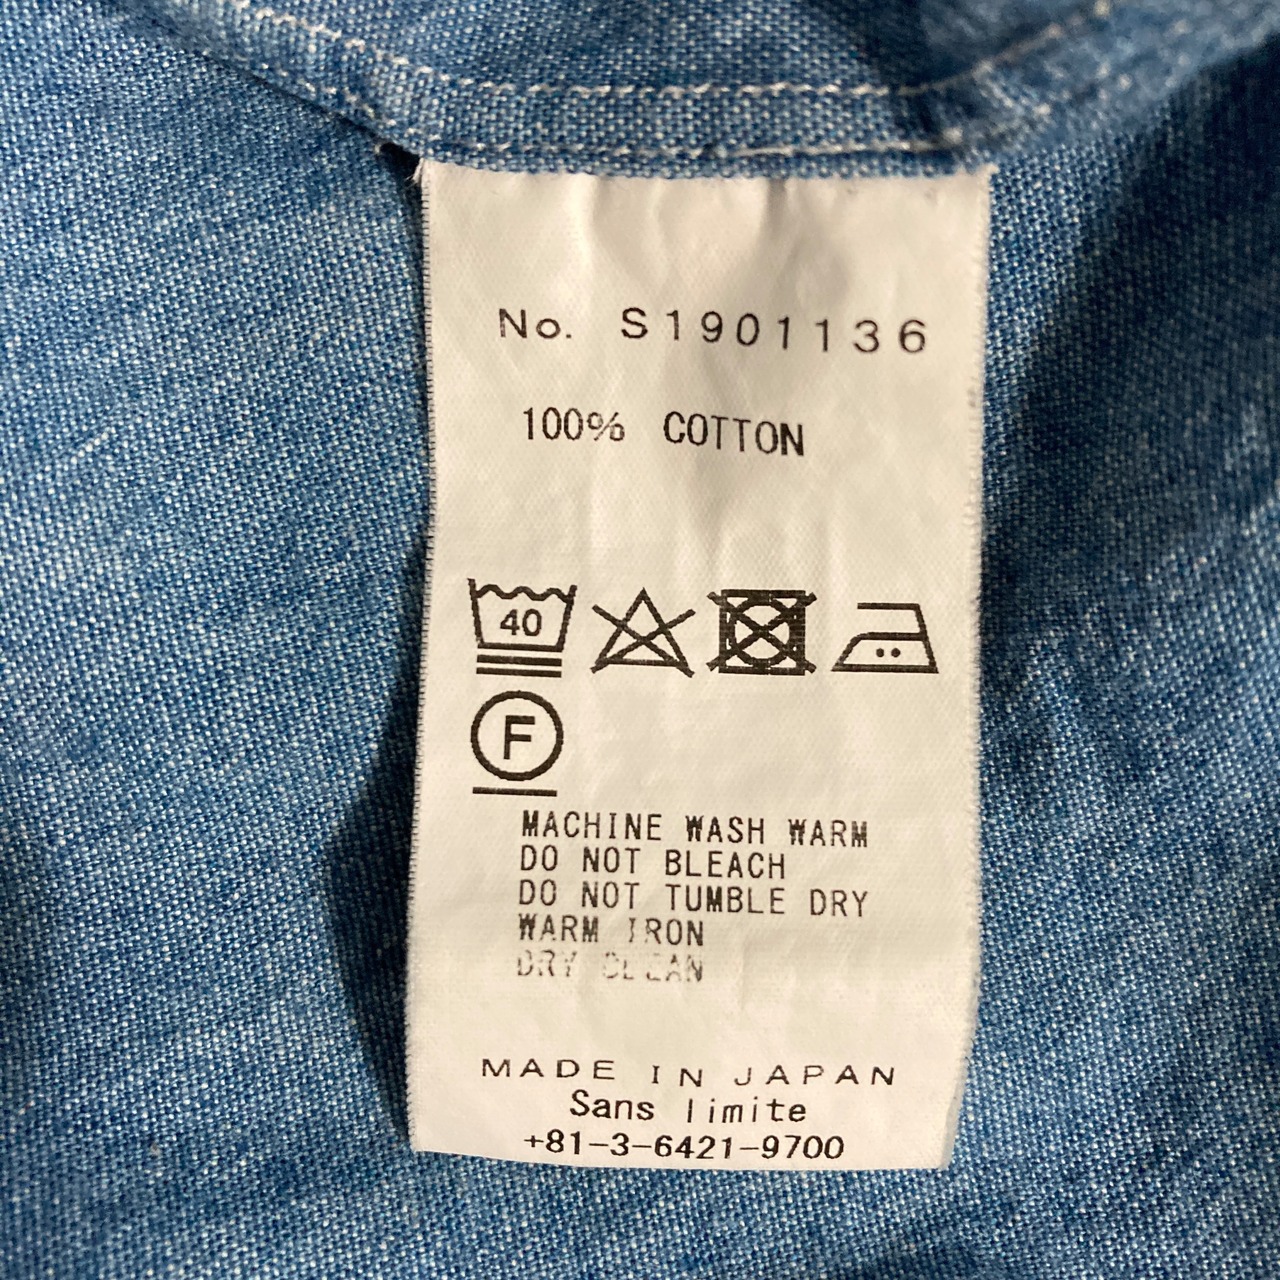 No. S1901136
100% COTTON
40
F
MACHINE WASH WARM
DO NOT BLEACH
DO NOT TUMBLE DRY
WARM IRON
DRY CLEAN
MADE IN JAPAN
Sans limite
+81-3-6421-9700